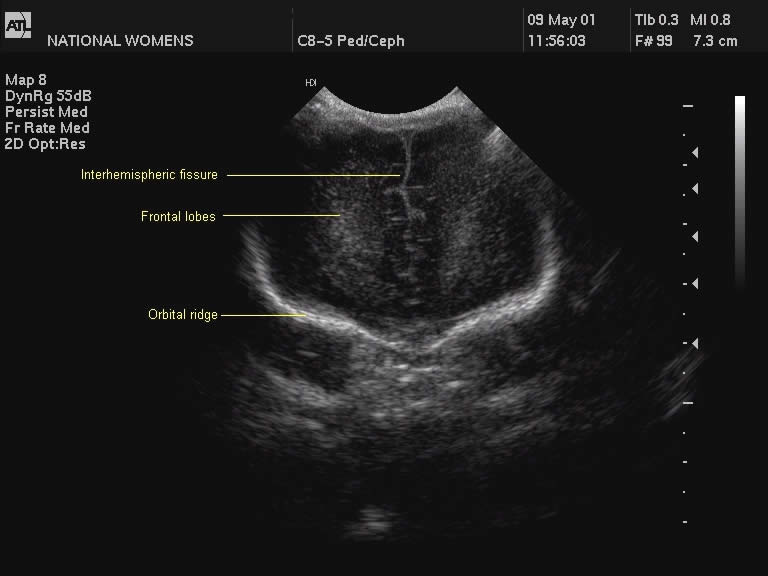 ATL
NATIONAL WOMENS
C8-5 Ped/Ceph
09 May 01
11:56:03
TIb 0.3 MI 0.8
F# 99 7.3 cm
Map 8
DynRg 55dB
Persist Med
Fr Rate Med
2D Opt:Res
HDI
Interhemispheric fissure
Frontal lobes
Orbital ridge